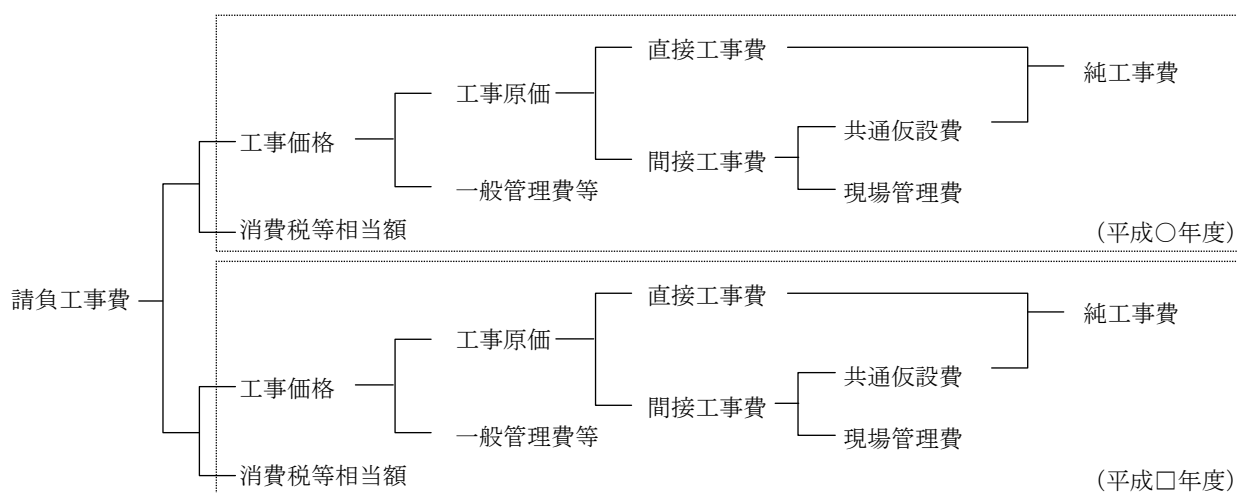 直接工事費
純工事費
工事原価
共通仮設費
工事価格
間接工事費
一般管理費等
現場管理費
消費税等相当額
(平成○年度)
請負工事費
直接工事費
純工事費
工事原価
共通仮設費
工事価格
間接工事費
一般管理費等
現場管理費
消費税等相当額
(平成□年度)